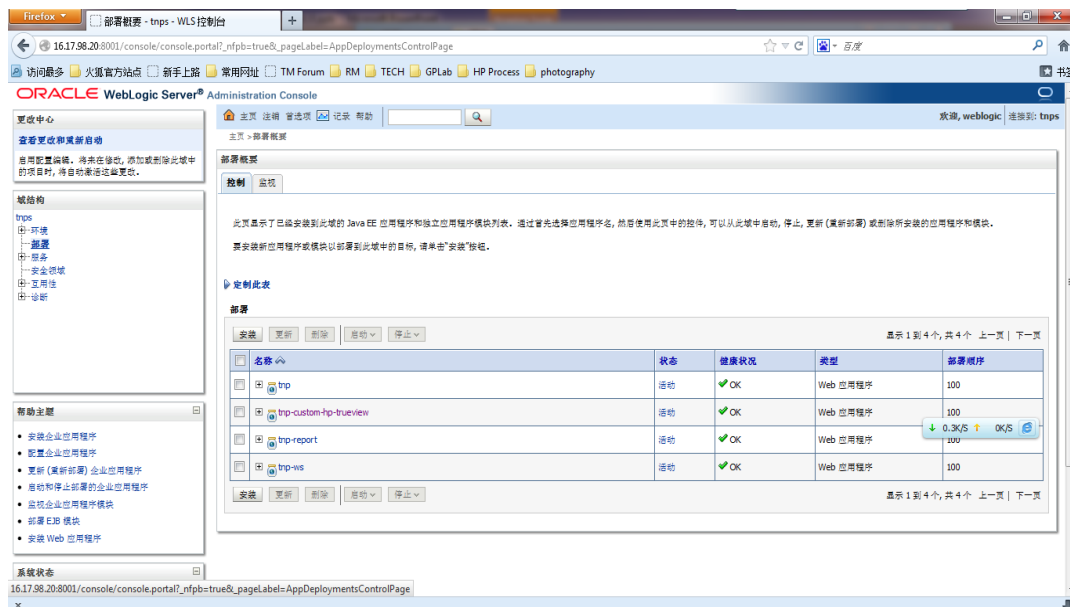 Firefox
部署概要 - tnps - WLS 控制台
16.17.98.20:8001/console/console.portal?_nfpb=true&_pageLabel=AppDeploymentsControlPage
百度
访问最多 火狐官方站点 新手上路 常用网址 TM Forum RM TECH GPLab HP Process photography 书签
ORACLE WebLogic Server® Administration Console
更改中心
查看更改和重新启动
启用配置编辑。将来在修改, 添加或删除此域中
的项目时, 将自动激活这些更改。
域结构
tnps
环境
部署
服务
安全领域
互用性
诊断
帮助主题
安装企业应用程序
配置企业应用程序
更新 (重新部署) 企业应用程序
启动和停止部署的企业应用程序
监视企业应用程序模块
部署 EJB 模块
安装 Web 应用程序
系统状态
主页 注销 首选项 记录 帮助
欢迎, weblogic 连接到: tnps
主页 >部署概要
部署概要
控制 监视
此页显示了已经安装到此域的 Java EE 应用程序和独立应用程序模块列表。通过首先选择应用程序名, 然后使用此页中的控件, 可以从此域中启动, 停止, 更新 (重新部署) 或删除所安装的应用程序和模块。
要安装新应用程序或模块以部署到此域中的目标, 请单击“安装”按钮。
定制此表
部署
安装 更新 删除 启动 停止 显示 1 到 4 个, 共 4 个 上一页 | 下一页
名称 状态 健康状况 类型 部署顺序
tnp 活动 OK Web 应用程序 100
tnp-custom-hp-trueview 活动 OK Web 应用程序 100
0.3K/S 0K/S
tnp-report 活动 OK Web 应用程序 100
tnp-ws 活动 OK Web 应用程序 100
安装 更新 删除 启动 停止 显示 1 到 4 个, 共 4 个 上一页 | 下一页
16.17.98.20:8001/console/console.portal?_nfpb=true&_pageLabel=AppDeploymentsControlPage